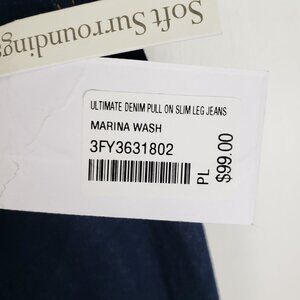 Soft Surroundings
ULTIMATE DENIM PULL ON SLIM LEG JEANS
MARINA WASH
3FY3631802
PL
$99.00